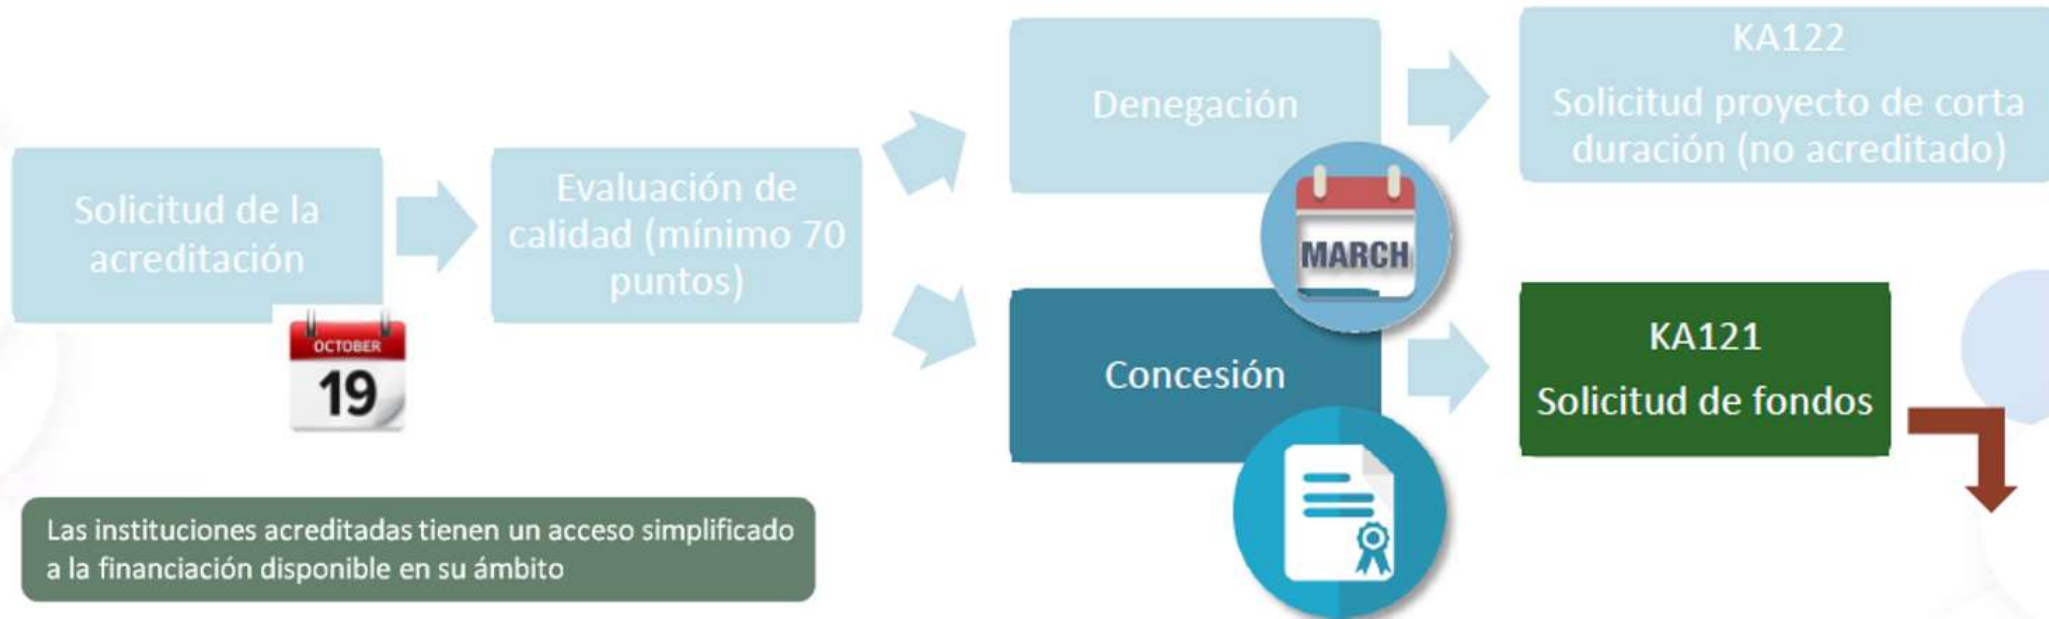 Solicitud de la
acreditación
OCTOBER
19
Evaluación de
calidad (mínimo 70
puntos)
Denegación
MARCH
KA122
Solicitud proyecto de corta
duración (no acreditado)
Concesión
KA121
Solicitud de fondos
Las instituciones acreditadas tienen un acceso simplificado
a la financiación disponible en su ámbito